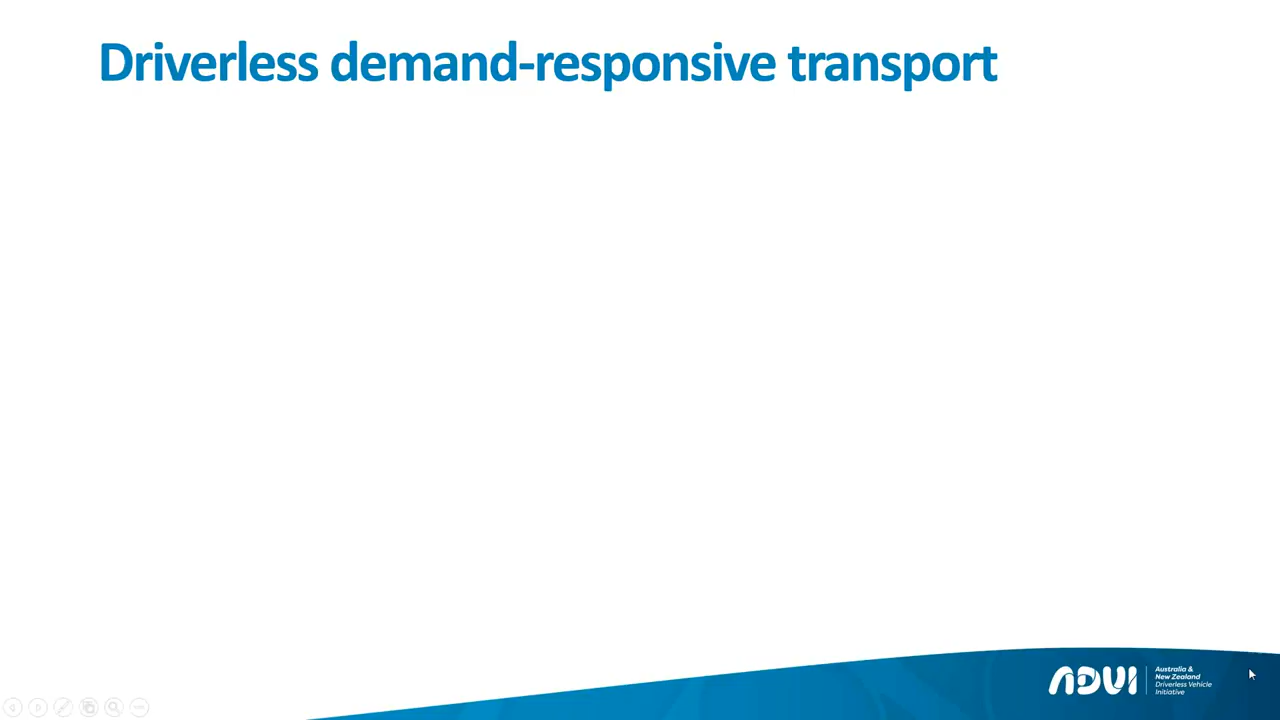 Driverless demand-responsive transport
ADVI
Australia &
New Zealand
Driverless Vehicle
Initiative